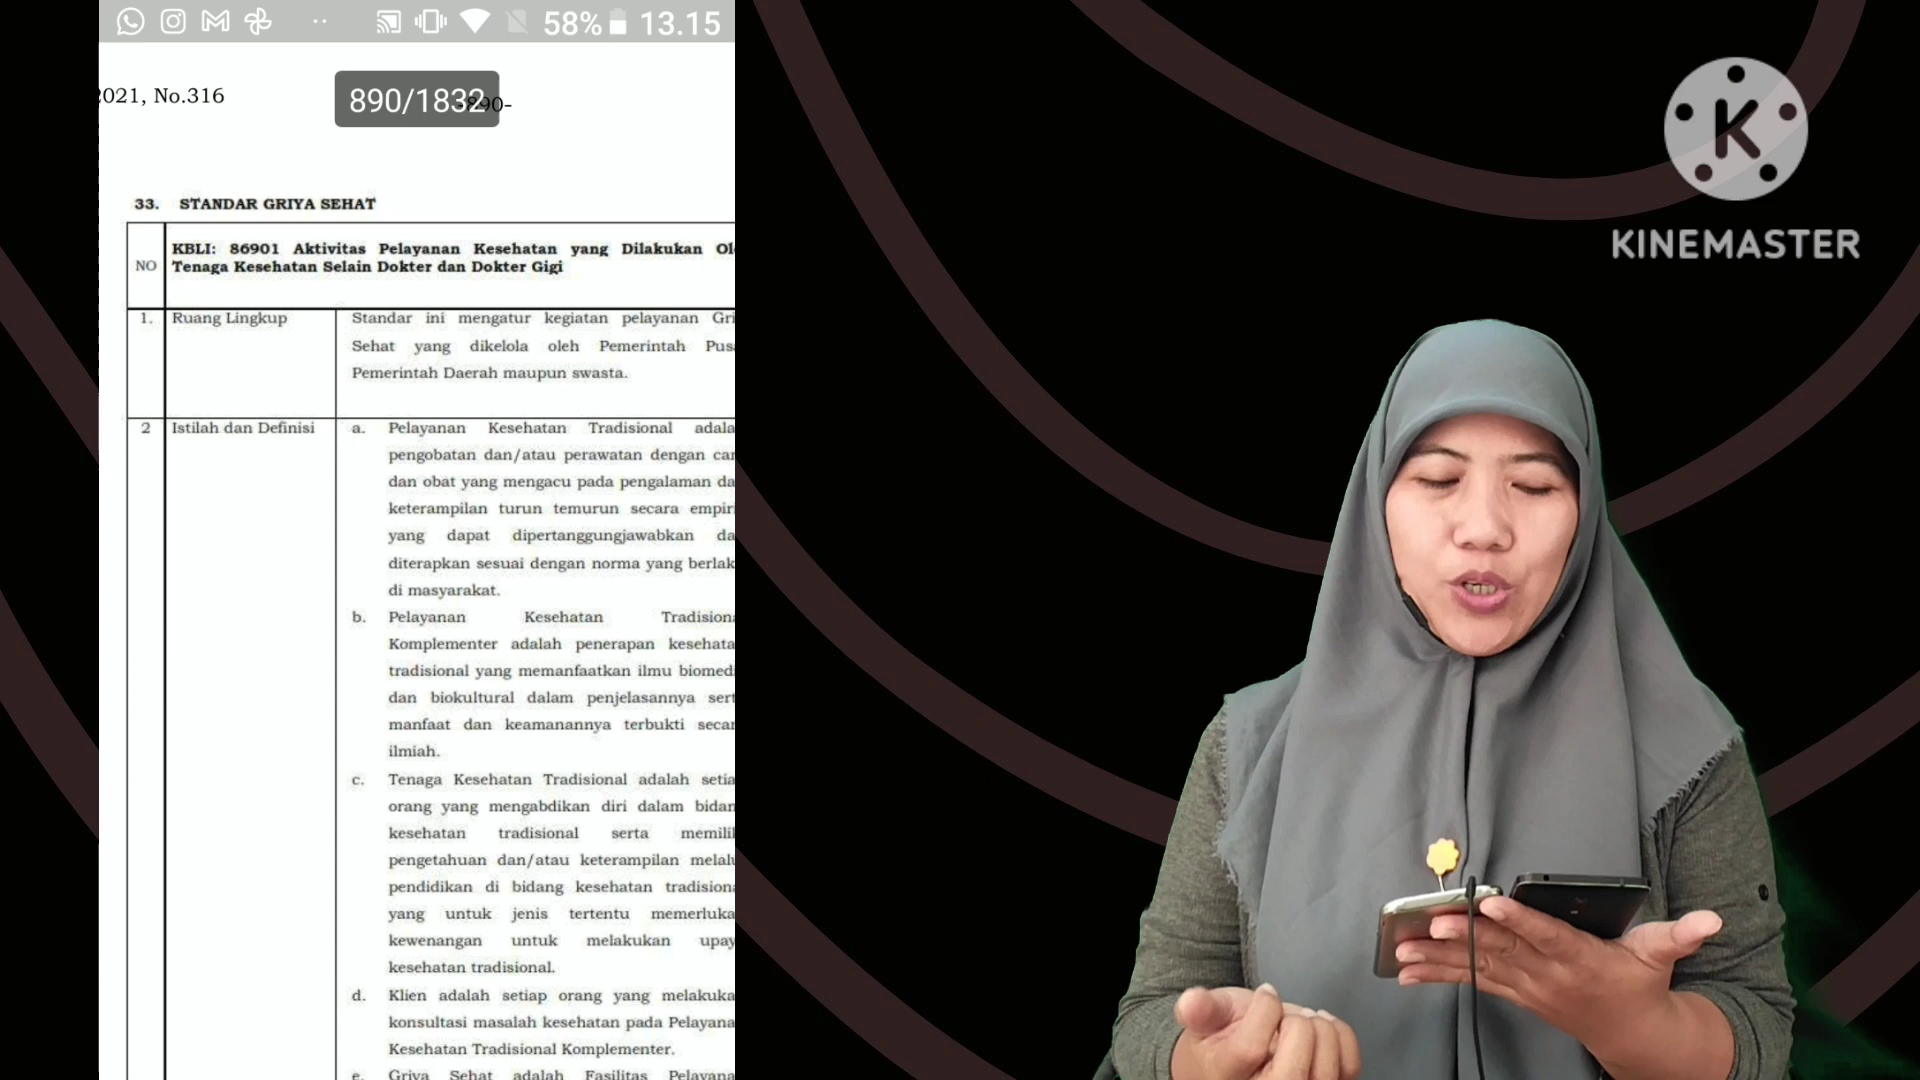 58% 13.15
2021, No.316
890/1832
890-
33. STANDAR GRIYA SEHAT
NO
KBLI: 86901 Aktivitas Pelayanan Kesehatan yang Dilakukan
Tenaga Kesehatan Selain Dokter dan Dokter Gigi
1. Ruang Lingkup
Standar ini mengatur kegiatan pelayanan
Sehat yang dikelola oleh Pemerintah
Pemerintah Daerah maupun swasta.
2 Istilah dan Definisi
a. Pelayanan Kesehatan Tradisional
pengobatan dan/atau perawatan dengan
dan obat yang mengacu pada pengalaman
keterampilan turun temurun secara
yang dapat dipertanggungjawabkan
diterapkan sesuai dengan norma yang
di masyarakat.
b. Pelayanan Kesehatan
Komplementer adalah penerapan
tradisional yang memanfaatkan ilmu
dan biokultural dalam penjelasannya
manfaat dan keamanannya terbukti
ilmiah.
c. Tenaga Kesehatan Tradisional adalah
orang yang mengabdikan diri dalam
kesehatan tradisional serta
pengetahuan dan/atau keterampilan
pendidikan di bidang kesehatan
yang untuk jenis tertentu
kewenangan untuk melakukan
kesehatan tradisional.
d. Klien adalah setiap orang yang
konsultasi masalah kesehatan pada
Kesehatan Tradisional Komplementer.
e. Griya Sehat adalah Fasilitas
K
KINEMASTER